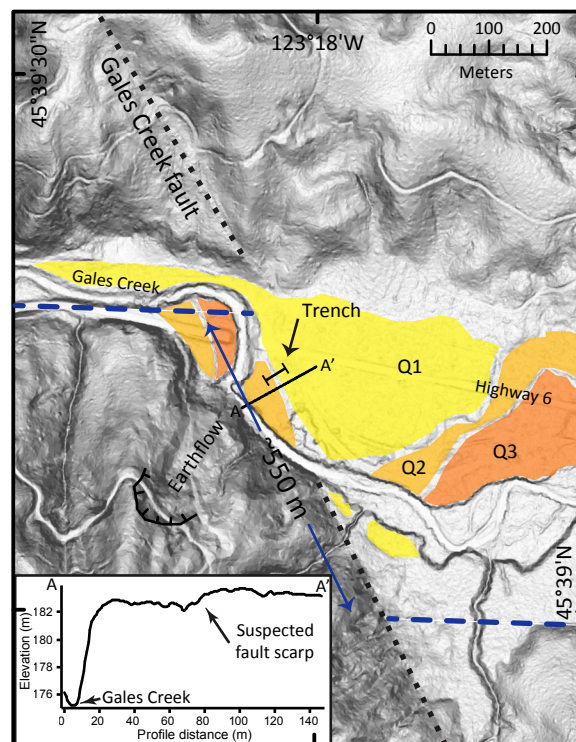 123°18'W
0 100 200
Meters
45°39'30"N
Gales Creek fault
Gales Creek
Trench
Q1
A'
Highway 6
A
Earthflow
~550 m
Q2
Q3
45°39'
A
A'
182
178
176
Elevation (m)
Suspected
fault scarp
Gales Creek
0 20 40 60 80 100 120 140
Profile distance (m)